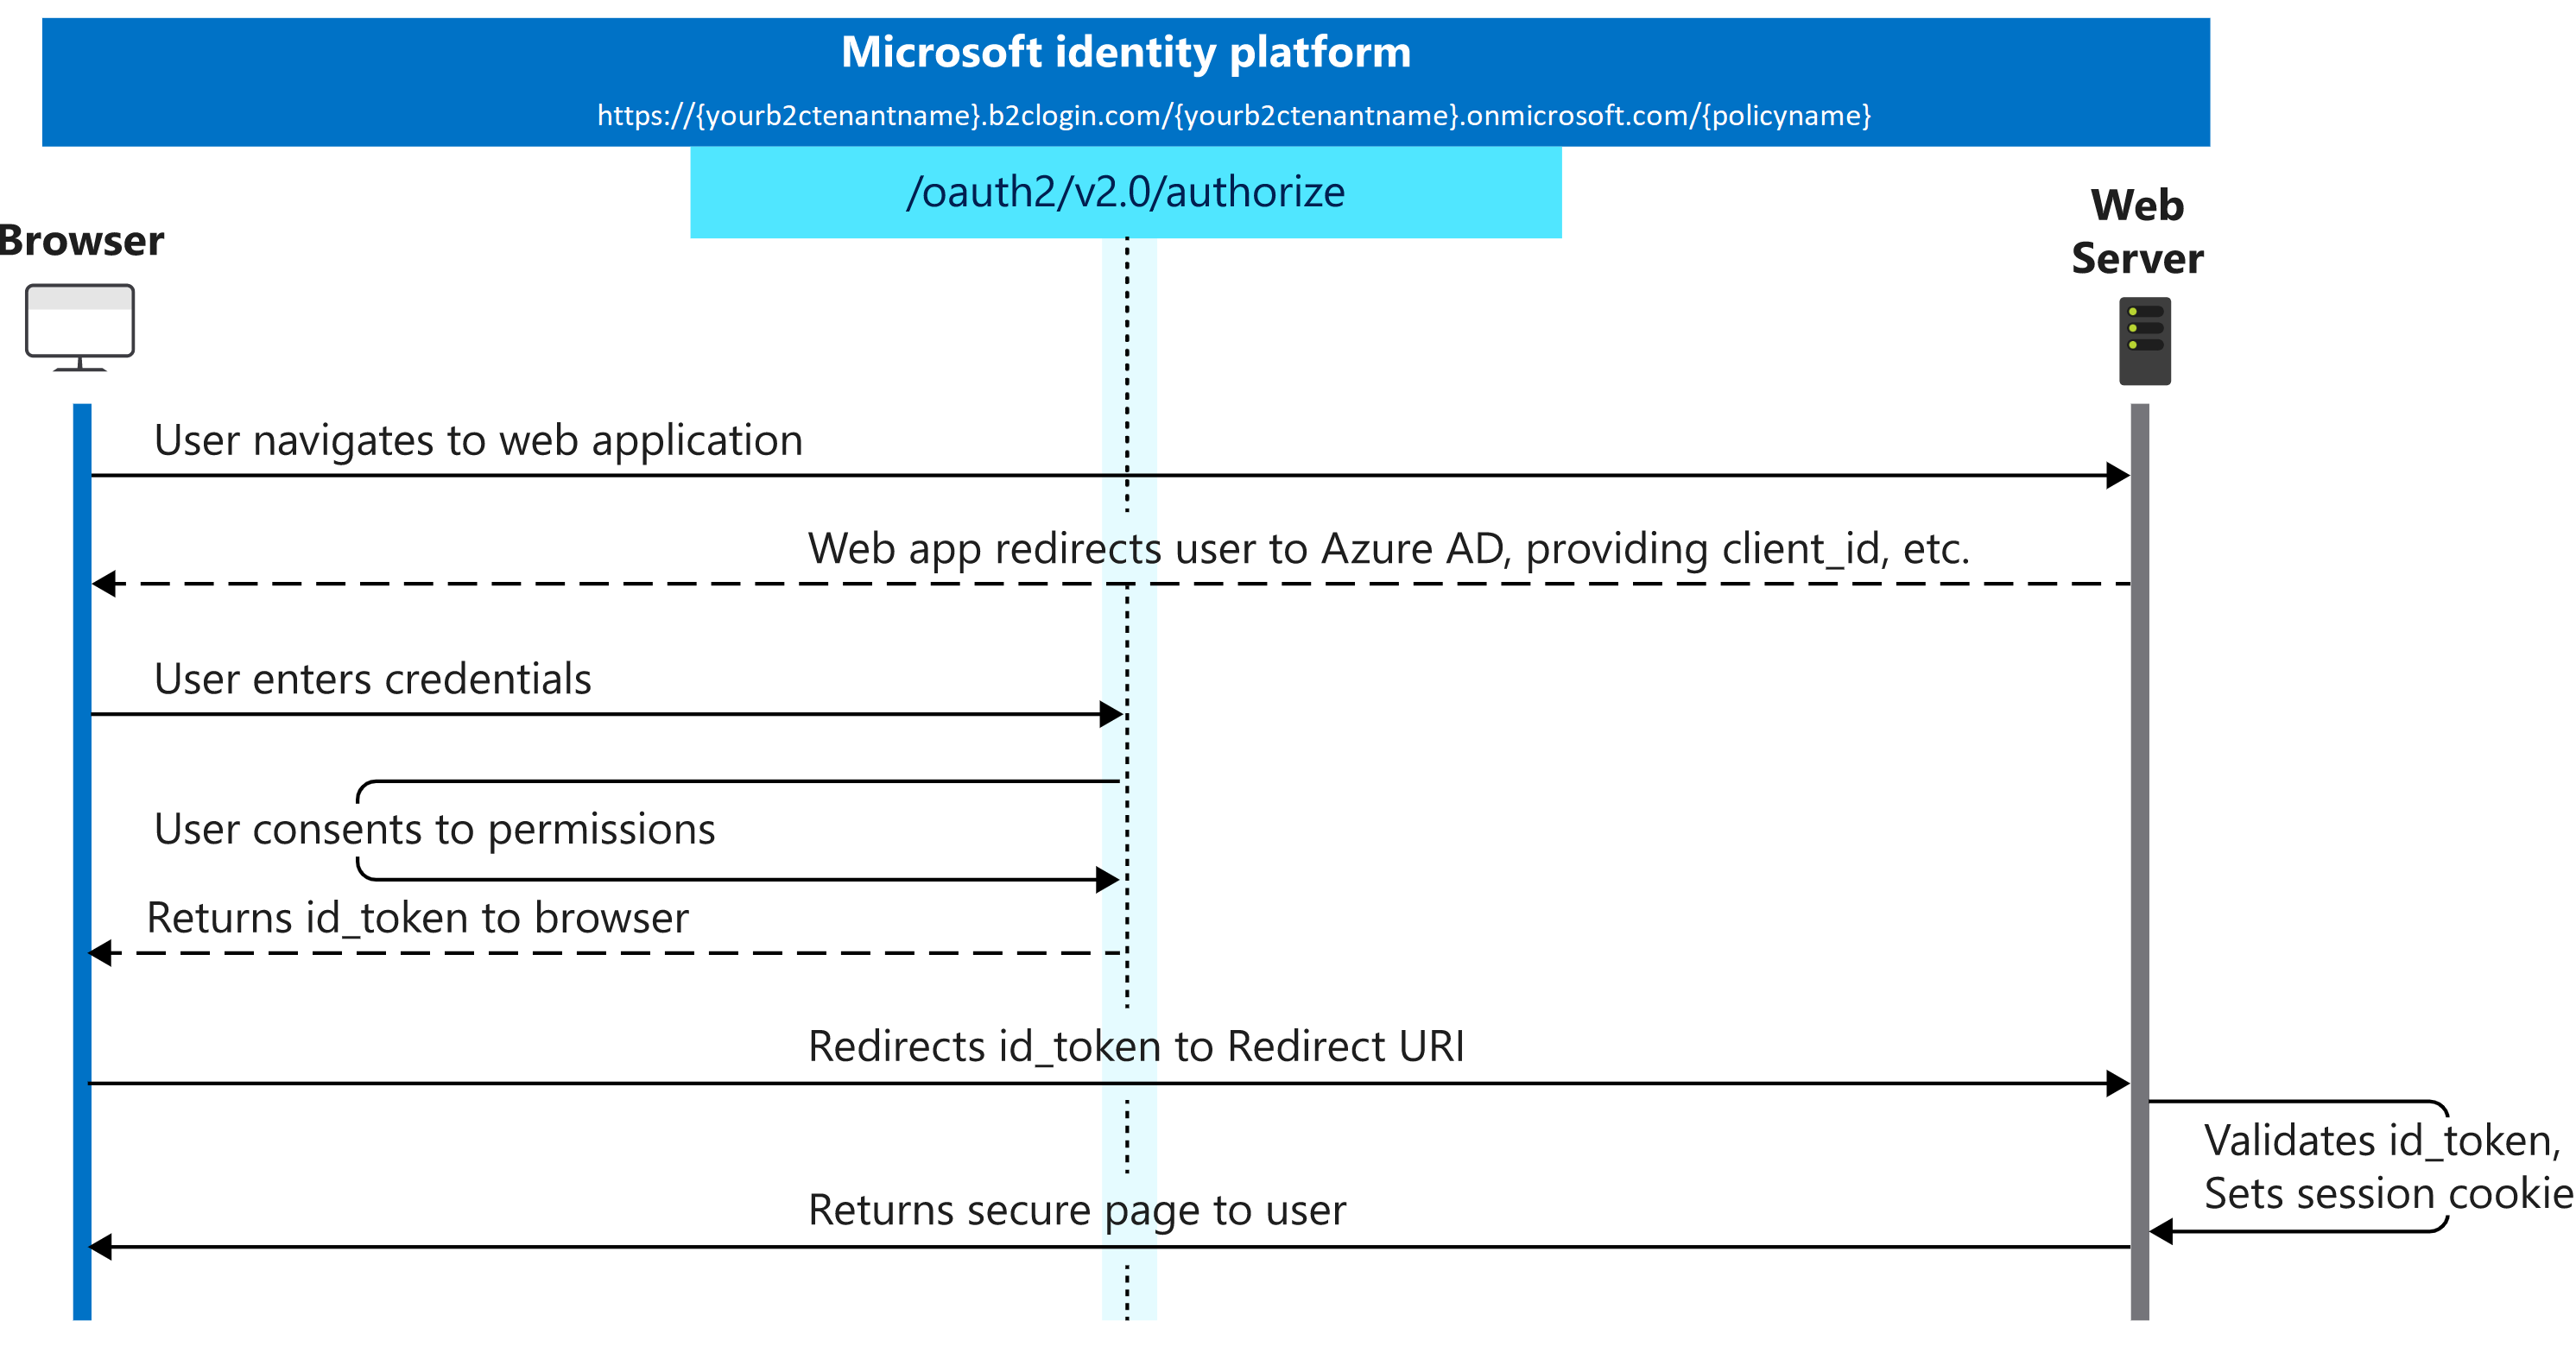 Microsoft identity platform
https://{yourb2ctenantname}.b2clogin.com/{yourb2ctenantname}.onmicrosoft.com/{policyname}
/oauth2/v2.0/authorize
Browser
Web
Server
User navigates to web application
Web app redirects user to Azure AD, providing client_id, etc.
User enters credentials
User consents to permissions
Returns id_token to browser
Redirects id_token to Redirect URI
Validates id_token,
Sets session cookie
Returns secure page to user